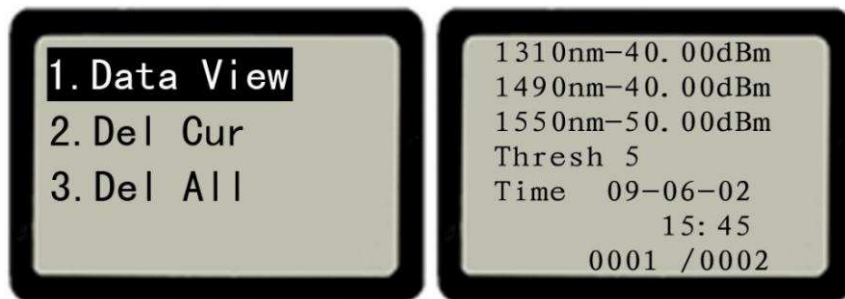 1.Data View
2.Del Cur
3.Del All
1310nm-40.00dBm
1490nm-40.00dBm
1550nm-50.00dBm
Thresh 5
Time 09-06-02
15:45
0001 /0002